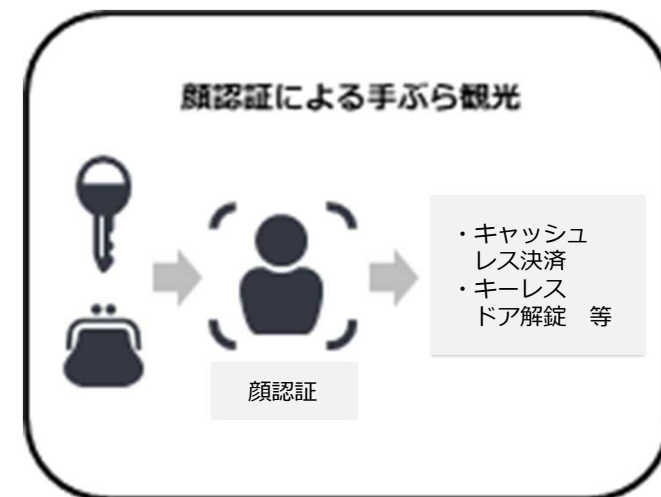 顔認証による手ぶら観光
・キャッシュ
レス決済
・キーレス
ドア解錠　等
顔認証